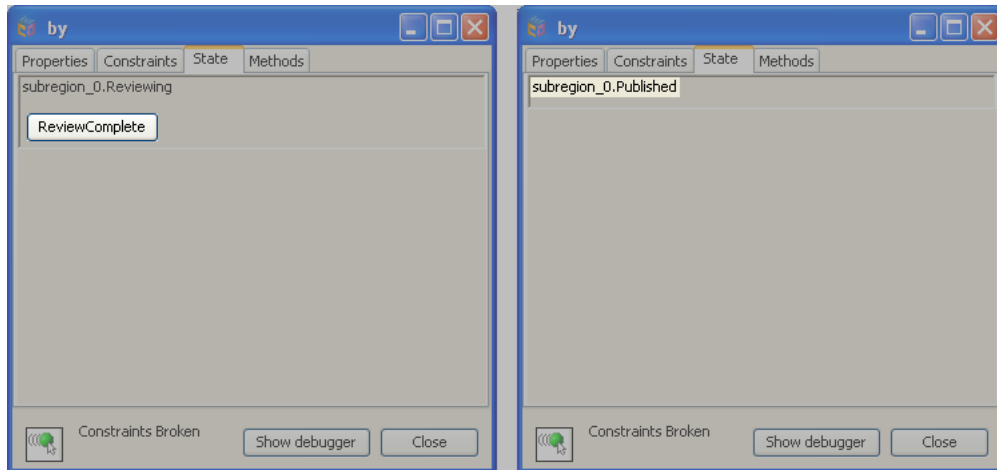 by
Properties Constraints State Methods
subregion_0.Reviewing
ReviewComplete
Constraints Broken
Show debugger Close
by
Properties Constraints State Methods
subregion_0.Published
Constraints Broken
Show debugger Close